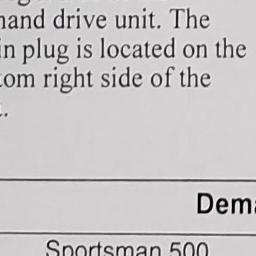 hand drive unit. The
in plug is located on the
tom right side of the
Dema
Sportsman 500